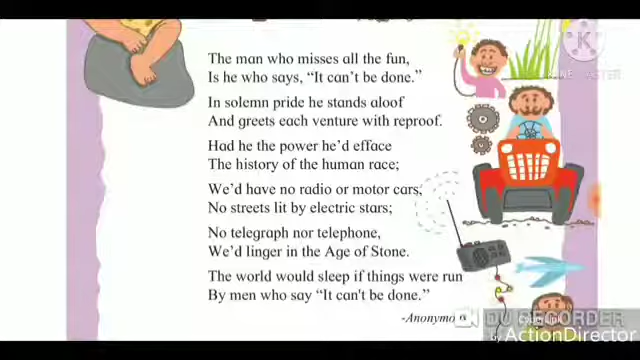 The man who misses all the fun,
Is he who says, “It can’t be done.”
In solemn pride he stands aloof
And greets each venture with reproof.
Had he the power he’d efface
The history of the human race;
We’d have no radio or motor cars,
No streets lit by electric stars;
No telegraph nor telephone,
We’d linger in the Age of Stone.
The world would sleep if things were run
By men who say “It can't be done.”
RECORDER
by ActionDirector